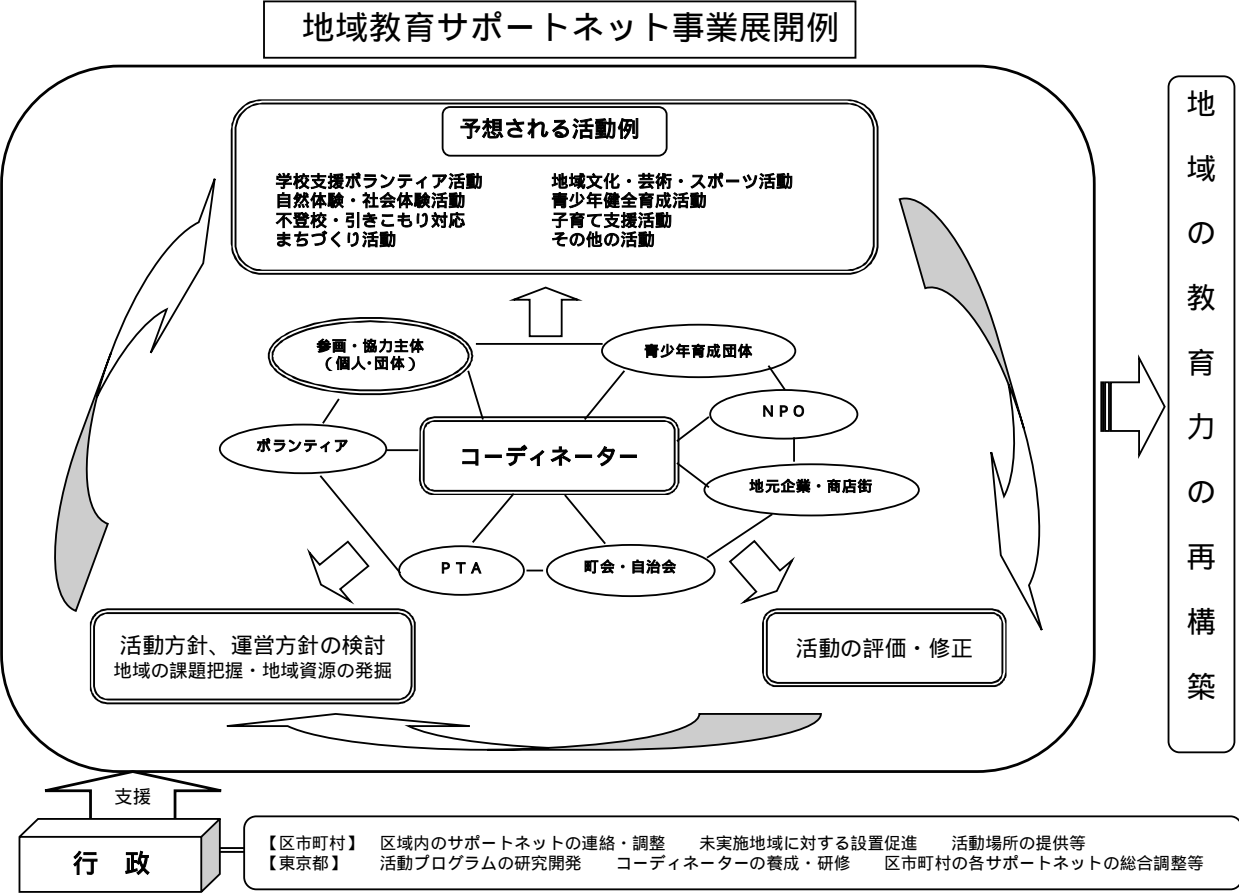 地域教育サポートネット事業展開例
予想される活動例
学校支援ボランティア活動　地域文化・芸術・スポーツ活動
自然体験・社会体験活動　青少年健全育成活動
不登校・引きこもり対応　子育て支援活動
まちづくり活動　その他の活動
参画・協力主体
（個人・団体）
青少年育成団体
ＮＰＯ
ボランティア
コーディネーター
地元企業・商店街
ＰＴＡ
町会・自治会
活動方針、運営方針の検討
地域の課題把握・地域資源の発掘
活動の評価・修正
地域の教育力の再構築
支援
行　政
【区市町村】　区域内のサポートネットの連絡・調整　未実施地域に対する設置促進　活動場所の提供等
【東京都】　活動プログラムの研究開発　コーディネーターの養成・研修　区市町村の各サポートネットの総合調整等